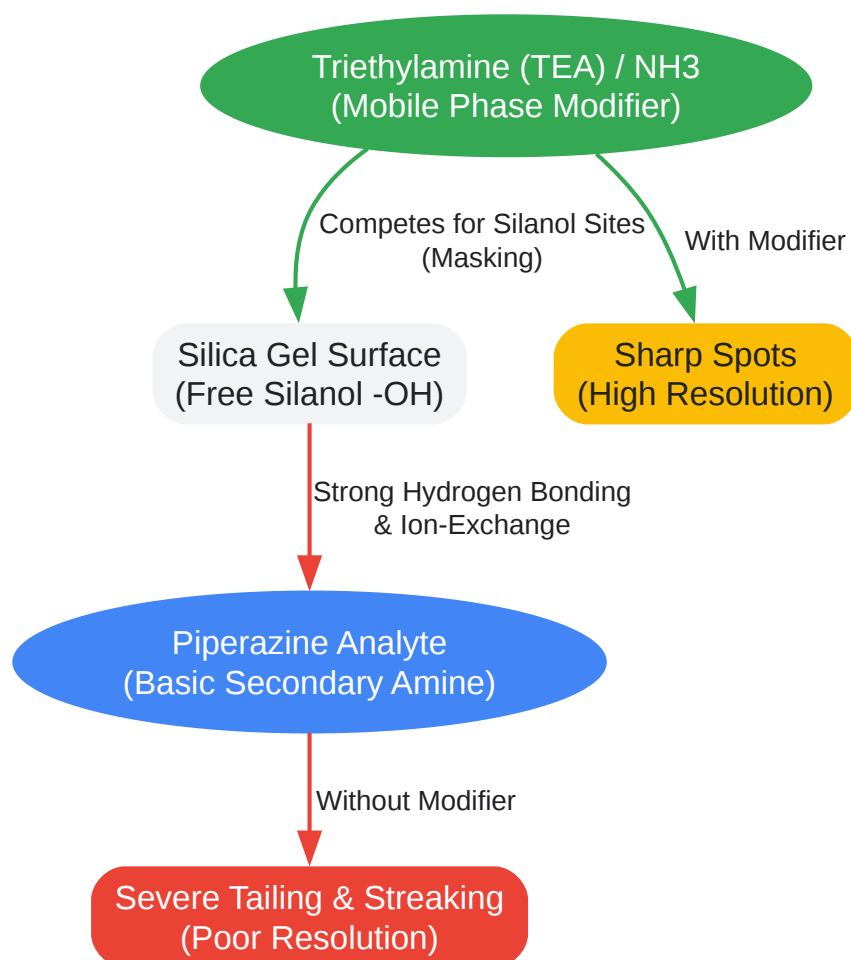 Triethylamine (TEA) / NH3
(Mobile Phase Modifier)
Competes for Silanol Sites
(Masking)
With Modifier
Silica Gel Surface
(Free Silanol -OH)
Sharp Spots
(High Resolution)
Strong Hydrogen Bonding
& Ion-Exchange
Piperazine Analyte
(Basic Secondary Amine)
Without Modifier
Severe Tailing & Streaking
(Poor Resolution)